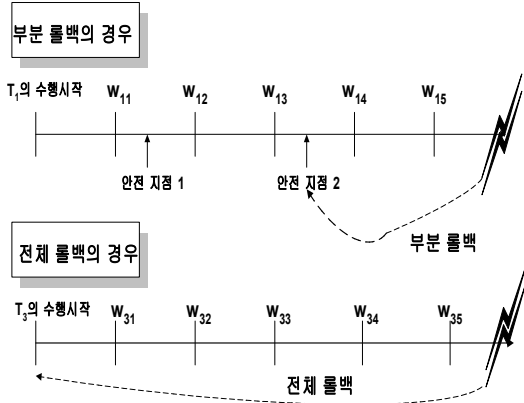 부분 롤백의 경우
T1의 수행시작 W11 W12 W13 W14 W15
안전 지점 1 안전 지점 2
부분 롤백
전체 롤백의 경우
T3의 수행시작 W31 W32 W33 W34 W35
전체 롤백